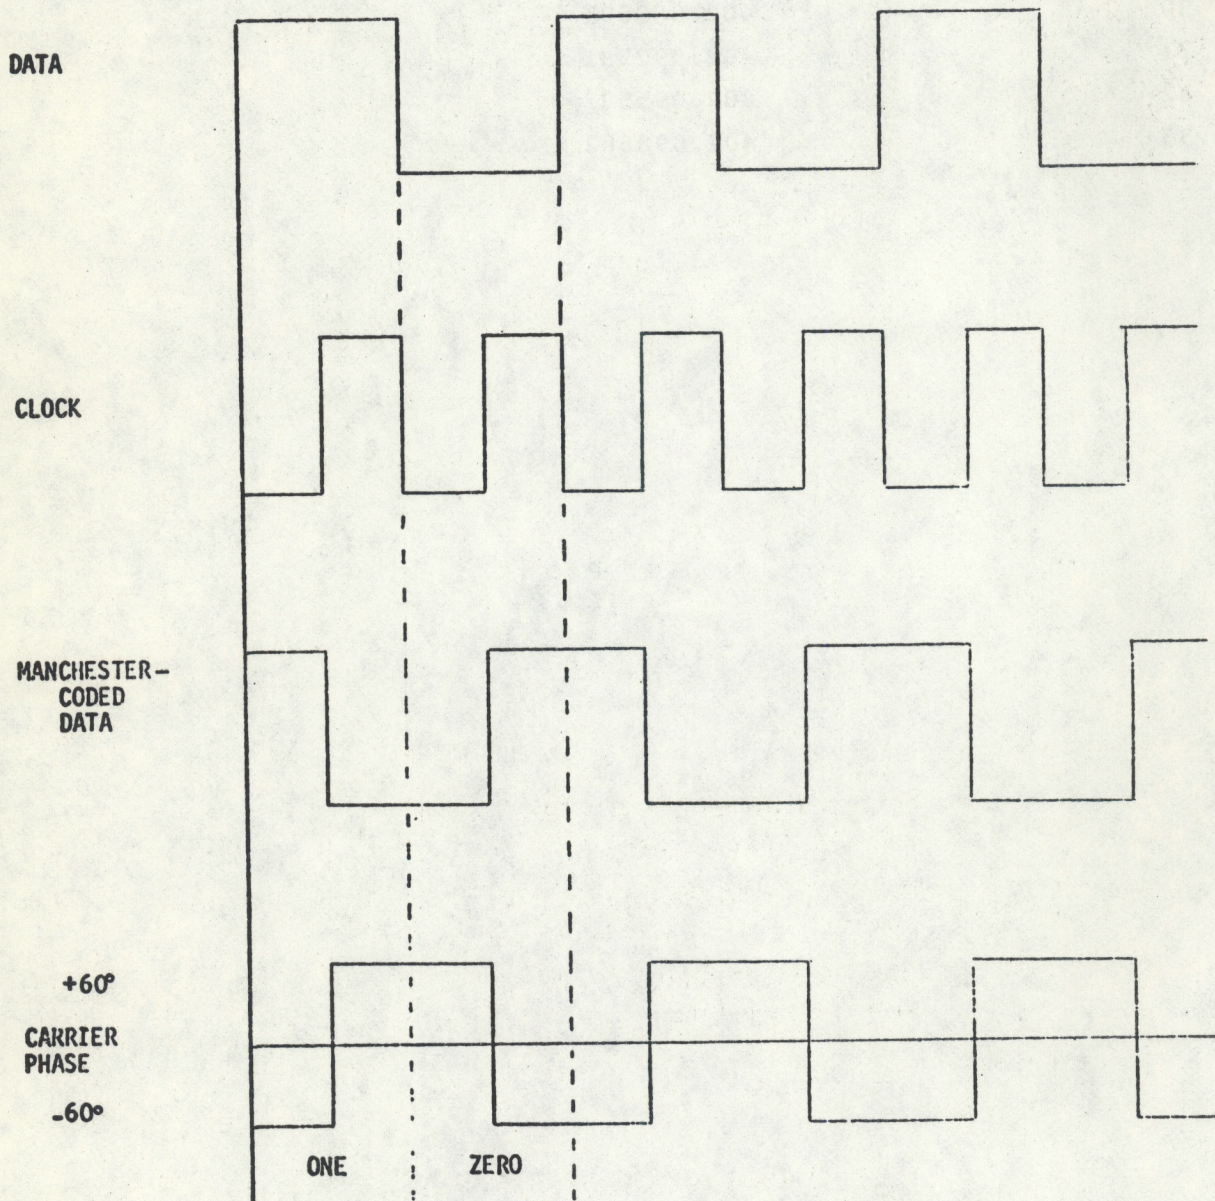 DATA
CLOCK
MANCHESTER-
CODED
DATA
+60°
CARRIER
PHASE
-60°
ONE
ZERO